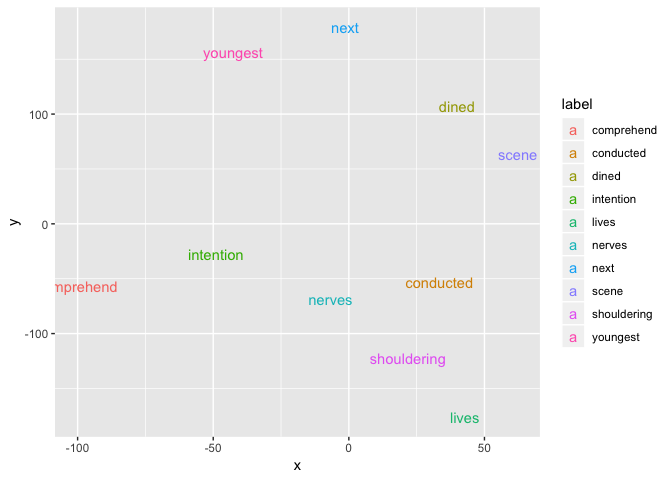 next
youngest
dined
scene
intention
mprehend
conducted
nerves
shouldering
lives
100
0
-100
y
-100
-50
0
50
x
label
a comprehend
a conducted
a dined
a intention
a lives
a nerves
a next
a scene
a shouldering
a youngest